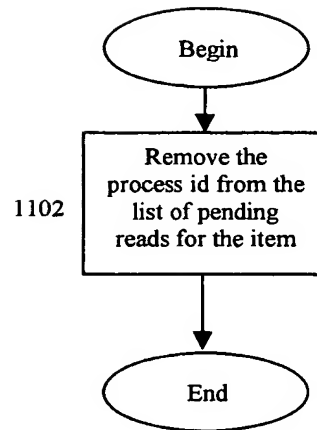 Begin
Remove the
process id from the
1102
list of pending
reads for the item
End